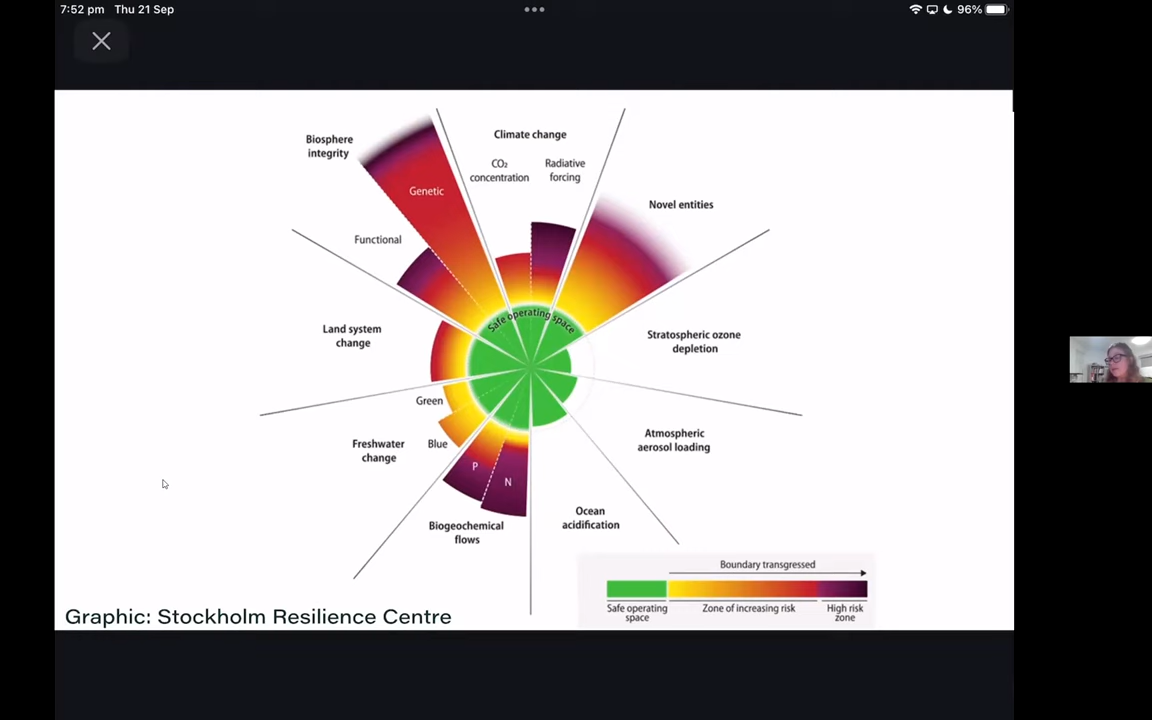 7:52 pm Thu 21 Sep
96%
Biosphere
integrity
Climate change
CO₂
concentration
Radiative
forcing
Genetic
Novel entities
Functional
Safe operating space
Land system
change
Stratospheric ozone
depletion
Green
Freshwater
change
Blue
Atmospheric
aerosol loading
P
N
Biogeochemical
flows
Ocean
acidification
Boundary transgressed
Safe operating
space
Zone of increasing risk
High risk
zone
Graphic: Stockholm Resilience Centre